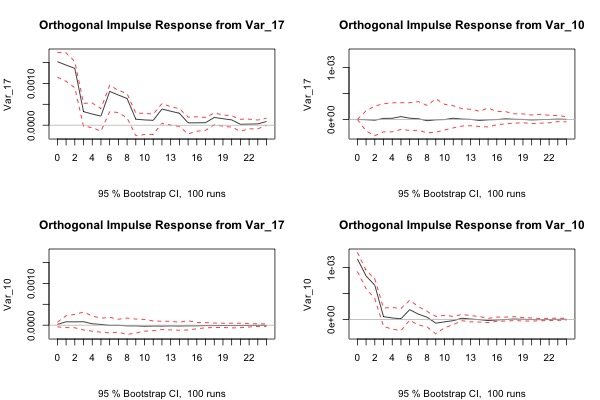 Orthogonal Impulse Response from Var_17
Var_17
0.0000 0.0010
0 2 4 6 8 10 13 16 19 22
95 % Bootstrap CI, 100 runs
Orthogonal Impulse Response from Var_10
Var_17
0e+00 1e-03
0 2 4 6 8 10 13 16 19 22
95 % Bootstrap CI, 100 runs
Orthogonal Impulse Response from Var_17
Var_10
0.0000 0.0010
0 2 4 6 8 10 13 16 19 22
95 % Bootstrap CI, 100 runs
Orthogonal Impulse Response from Var_10
Var_10
0e+00 1e-03
0 2 4 6 8 10 13 16 19 22
95 % Bootstrap CI, 100 runs